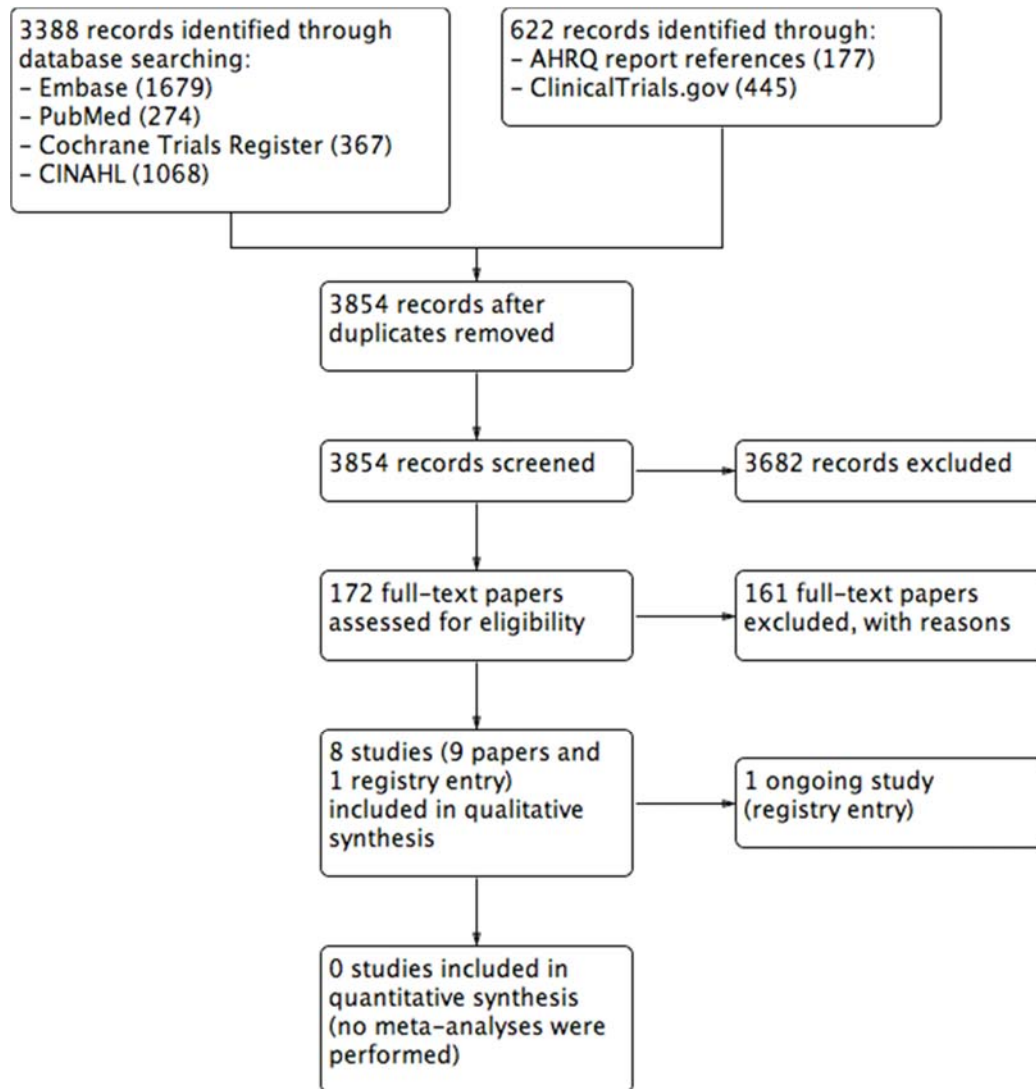 3388 records identified through
database searching:
– Embase (1679)
– PubMed (274)
– Cochrane Trials Register (367)
– CINAHL (1068)
622 records identified through:
– AHRQ report references (177)
– ClinicalTrials.gov (445)
3854 records after
duplicates removed
3854 records screened
3682 records excluded
172 full-text papers
assessed for eligibility
161 full-text papers
excluded, with reasons
8 studies (9 papers and
1 registry entry)
included in qualitative
synthesis
1 ongoing study
(registry entry)
0 studies included in
quantitative synthesis
(no meta-analyses were
performed)